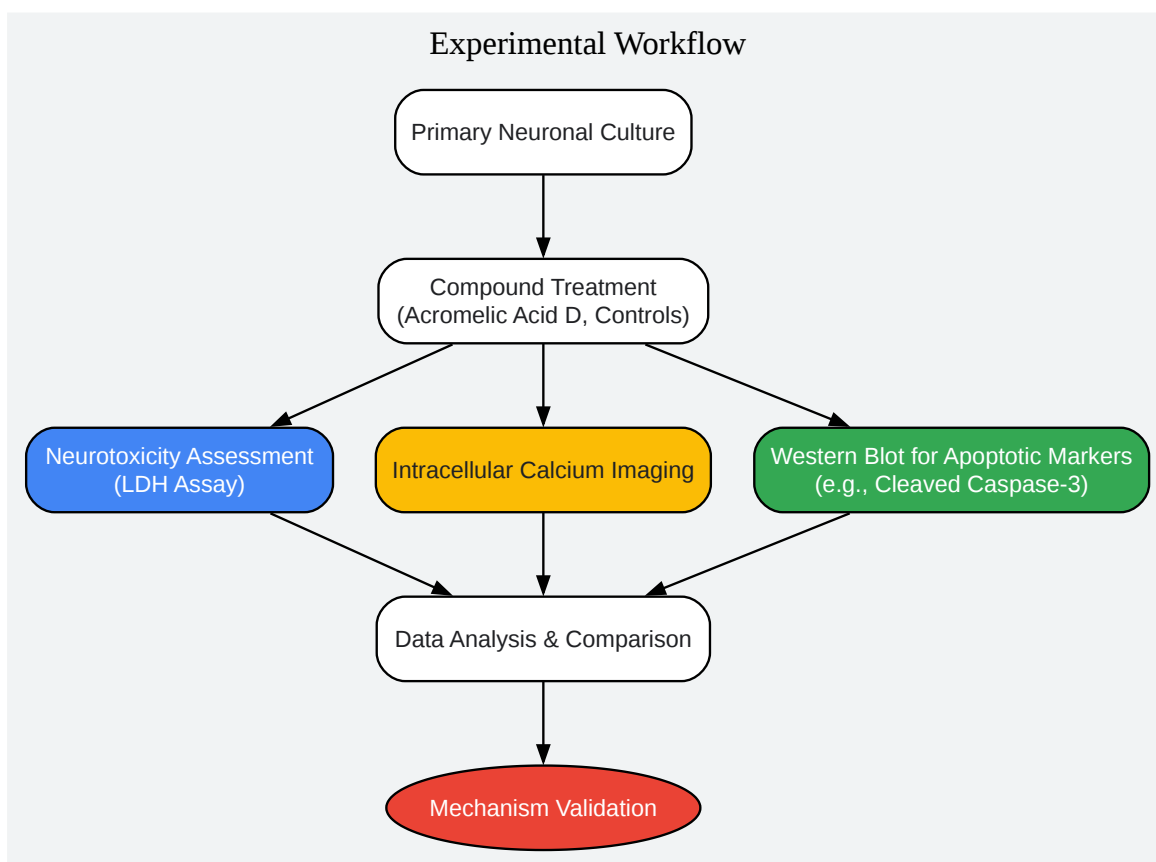 Experimental Workflow
Primary Neuronal Culture
Compound Treatment
(Acromelic Acid D, Controls)
Neurotoxicity Assessment
(LDH Assay)
Intracellular Calcium Imaging
Western Blot for Apoptotic Markers
(e.g., Cleaved Caspase-3)
Data Analysis & Comparison
Mechanism Validation